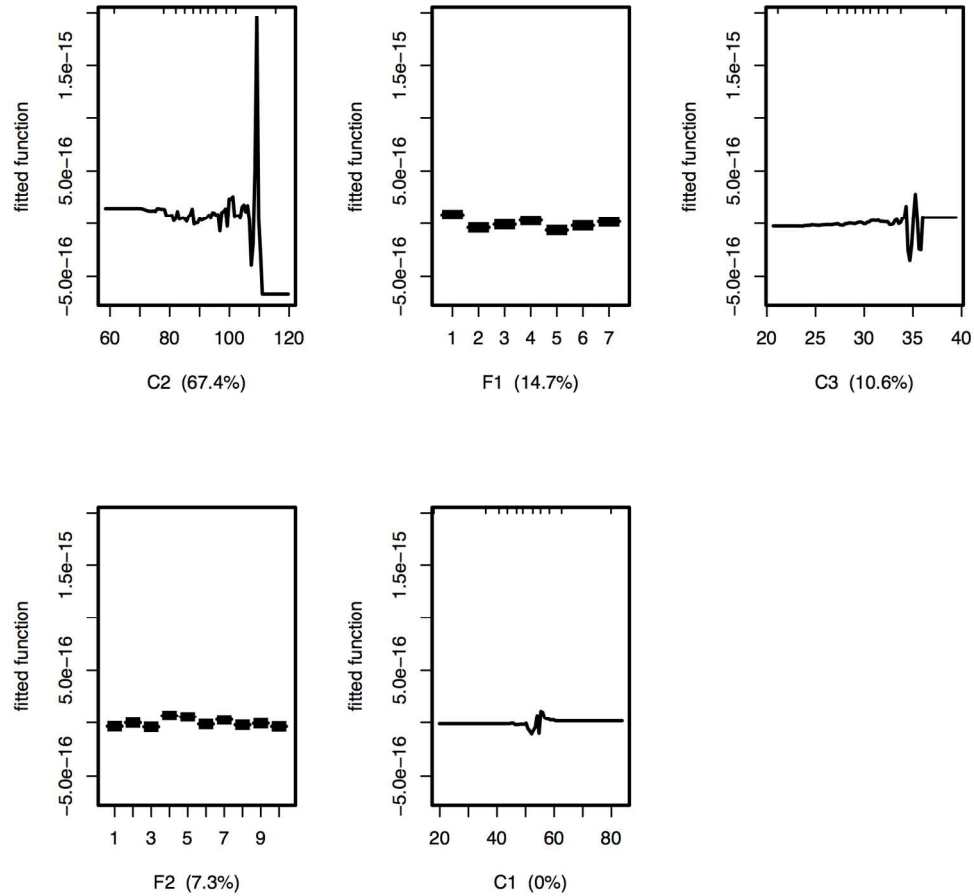 fitted function
−5.0e−16 5.0e−16 1.5e−15
60 80 100 120
C2 (67.4%)
fitted function
−5.0e−16 5.0e−16 1.5e−15
1 2 3 4 5 6 7
F1 (14.7%)
fitted function
−5.0e−16 5.0e−16 1.5e−15
20 25 30 35 40
C3 (10.6%)
fitted function
−5.0e−16 5.0e−16 1.5e−15
1 3 5 7 9
F2 (7.3%)
fitted function
−5.0e−16 5.0e−16 1.5e−15
20 40 60 80
C1 (0%)